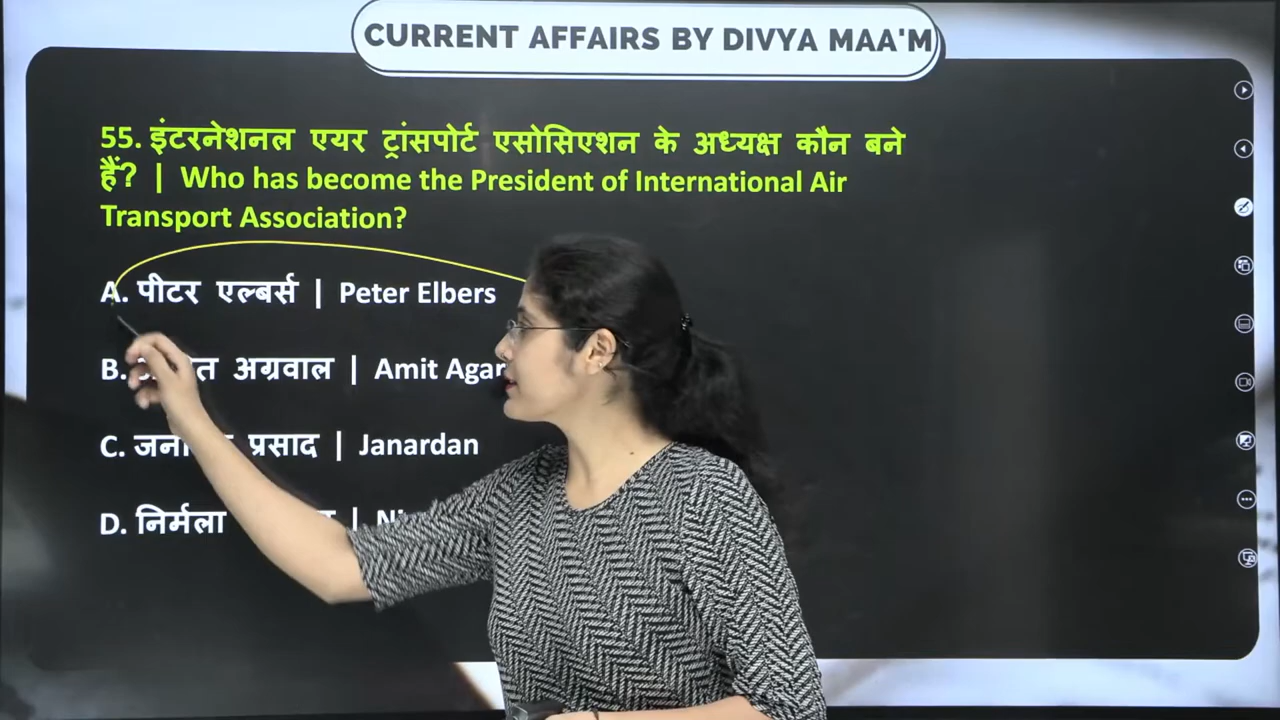 CURRENT AFFAIRS BY DIVYA MAA'M
55. इंटरनेशनल एयर ट्रांसपोर्ट एसोसिएशन के अध्यक्ष कौन बने
हैं? | Who has become the President of International Air
Transport Association?
A. पीटर एल्बर्स | Peter Elbers
B. अग्रवाल | Amit
C. प्रसाद | Janardan
D. निर्मला |